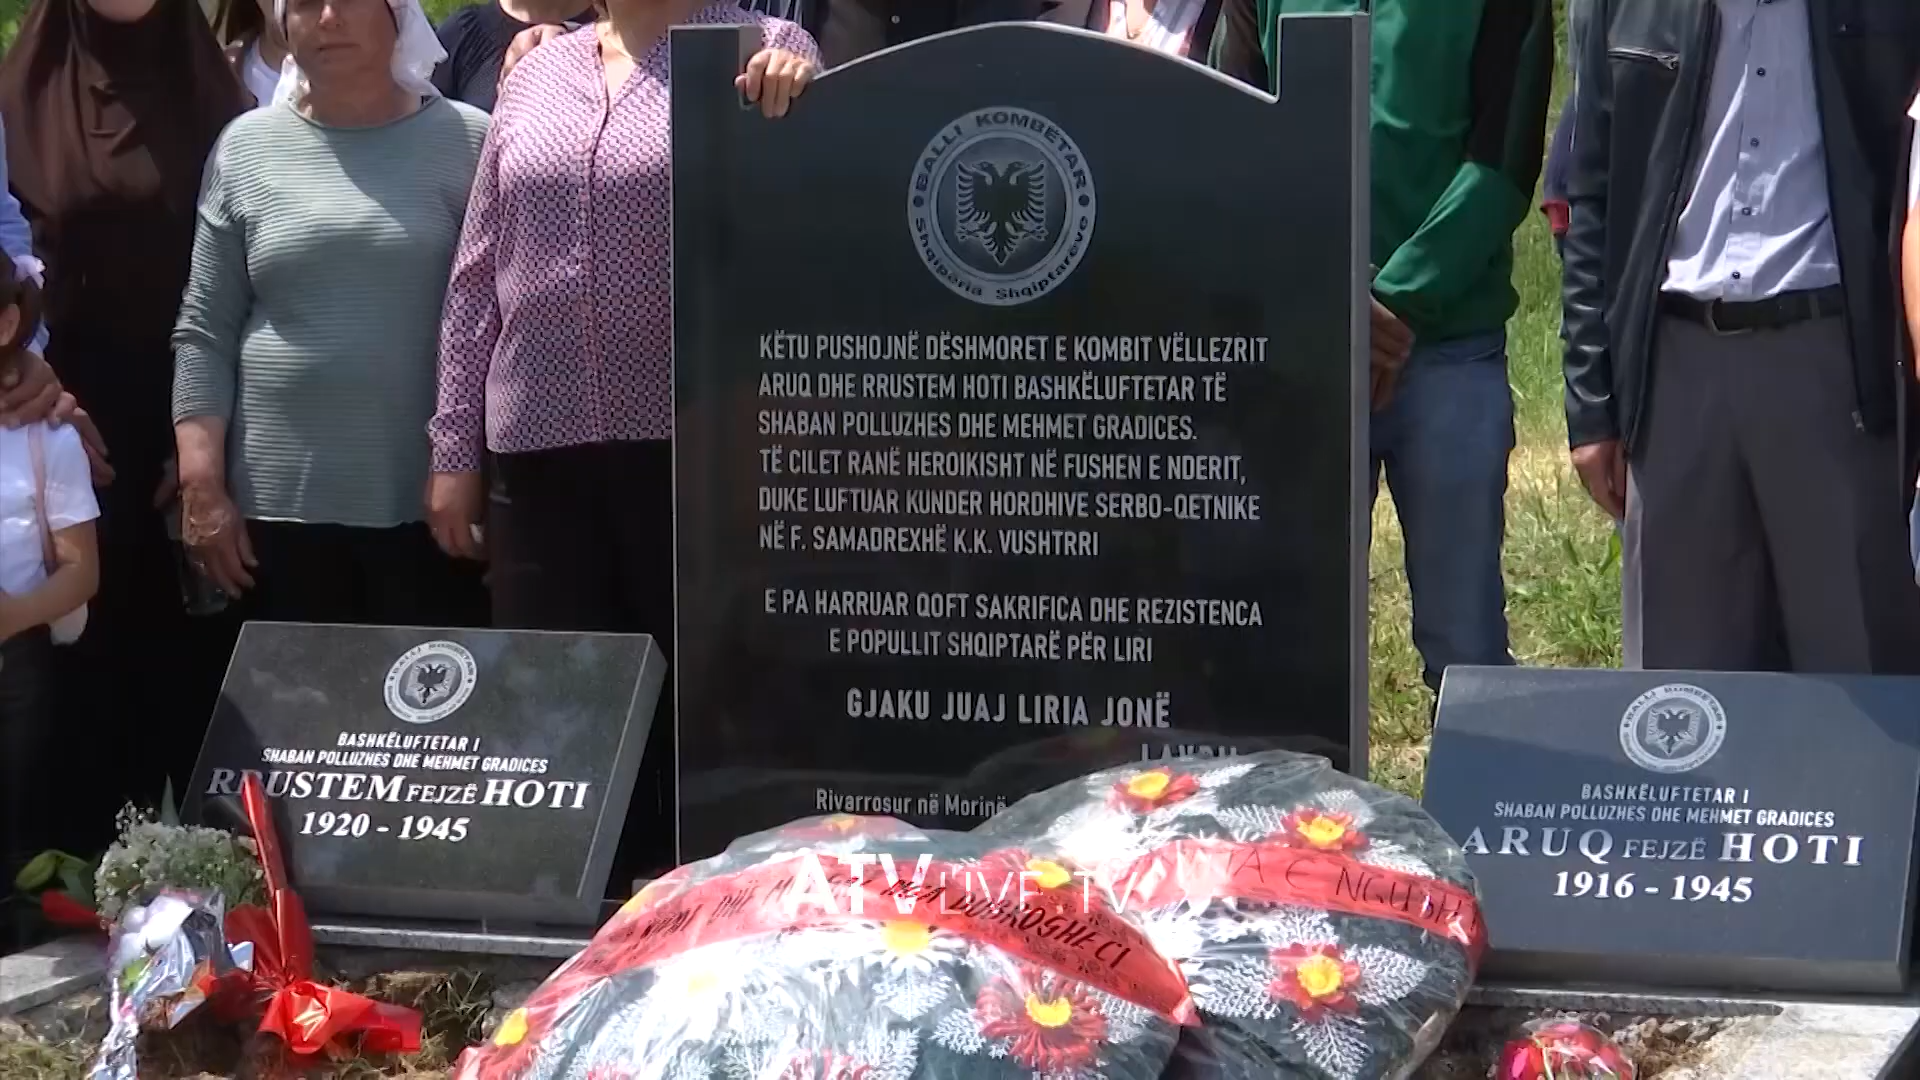 BALLI KOMBËTAR
Shqipëria Shqiptarëve
KËTU PUSHOJNË DËSHMORET E KOMBIT VËLLEZRIT
ARUQ DHE RRUSTEM HOTI BASHKËLUFTETAR TË
SHABAN POLLUZHES DHE MEHMET GRADICES.
TË CILET RANË HEROIKISHT NË FUSHEN E NDERIT,
DUKE LUFTUAR KUNDER HORDHIVE SERBO-QETNIKE
NË F. SAMADREXHË K.K. VUSHTRRI
E PA HARRUAR QOFT SAKRIFICA DHE REZISTENCA
E POPULLIT SHQIPTARË PËR LIRI
GJAKU JUAJ LIRIA JONË
Rivarrosur në Morinë
BALLI KOMBËTAR
BASHKËLUFTETAR I
SHABAN POLLUZHES DHE MEHMET GRADICES
RRUSTEM FEJZË HOTI
1920 - 1945
BALLI KOMBËTAR
BASHKËLUFTETAR I
SHABAN POLLUZHES DHE MEHMET GRADICES
ARUQ FEJZË HOTI
1916 - 1945
ATV LIVE TV
DHE
E NGUSHT